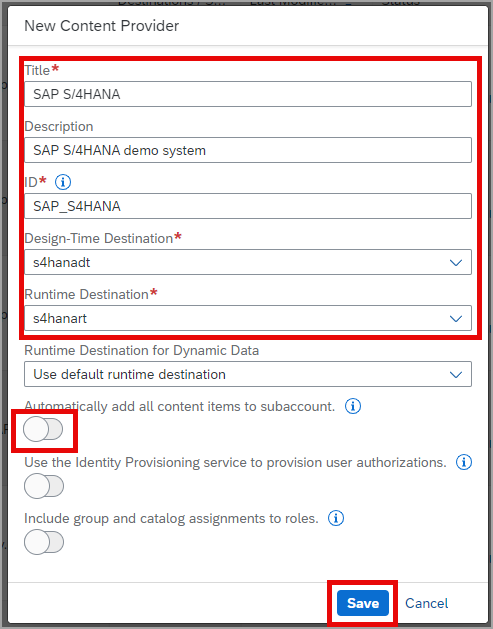 New Content Provider
Title*
SAP S/4HANA
Description
SAP S/4HANA demo system
ID*
SAP_S4HANA
Design-Time Destination*
s4hanadt
Runtime Destination*
s4hanart
Runtime Destination for Dynamic Data
Use default runtime destination
Automatically add all content items to subaccount.
Use the Identity Provisioning service to provision user authorizations.
Include group and catalog assignments to roles.
Save Cancel